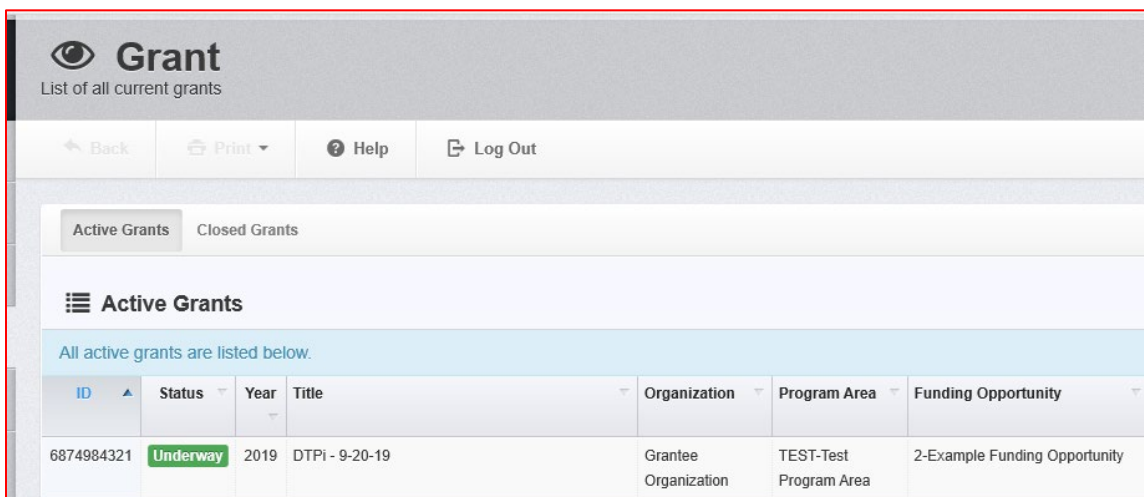 Grant
List of all current grants
Back Print Help Log Out
Active Grants Closed Grants
Active Grants
All active grants are listed below.
ID Status Year Title Organization Program Area Funding Opportunity
6874984321 Underway 2019 DTPi - 9-20-19 Grantee TEST-Test 2-Example Funding Opportunity
Organization Program Area